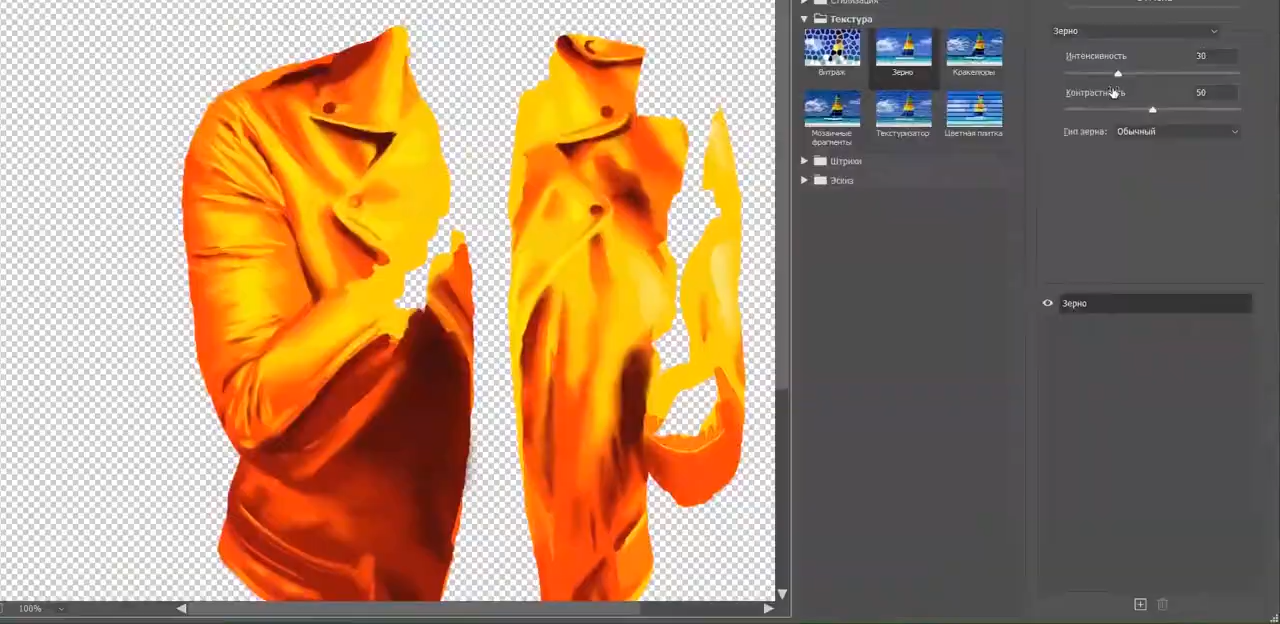 Стилизация
Текстура
Витраж
Зерно
Кракелюры
Мозаичные фрагменты
Текстуризатор
Цветная плитка
Штрихи
Эскиз
Зерно
Интенсивность 30
Контрастность 50
Тип зерна: Обычный
Зерно
100%